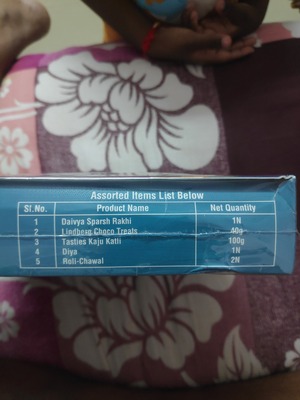 Assorted Items List Below
Sl.No. Product Name Net Quantity
1 Daivya Sparsh Rakhi 1N
2 Lindberg Choco Treats 40g
3 Tasties Kaju Katli 100g
4 Diya 1N
5 Roli-Chawal 2N